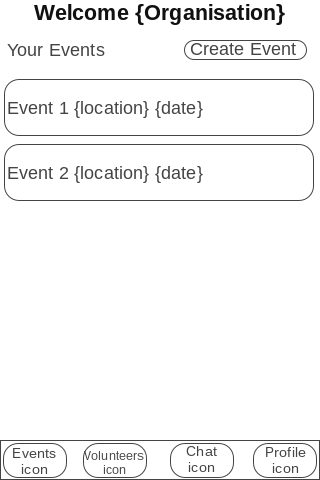 Welcome {Organisation}
Your Events
Create Event
Event 1 {location} {date}
Event 2 {location} {date}
Events
icon
Volunteers
icon
Chat
icon
Profile
icon